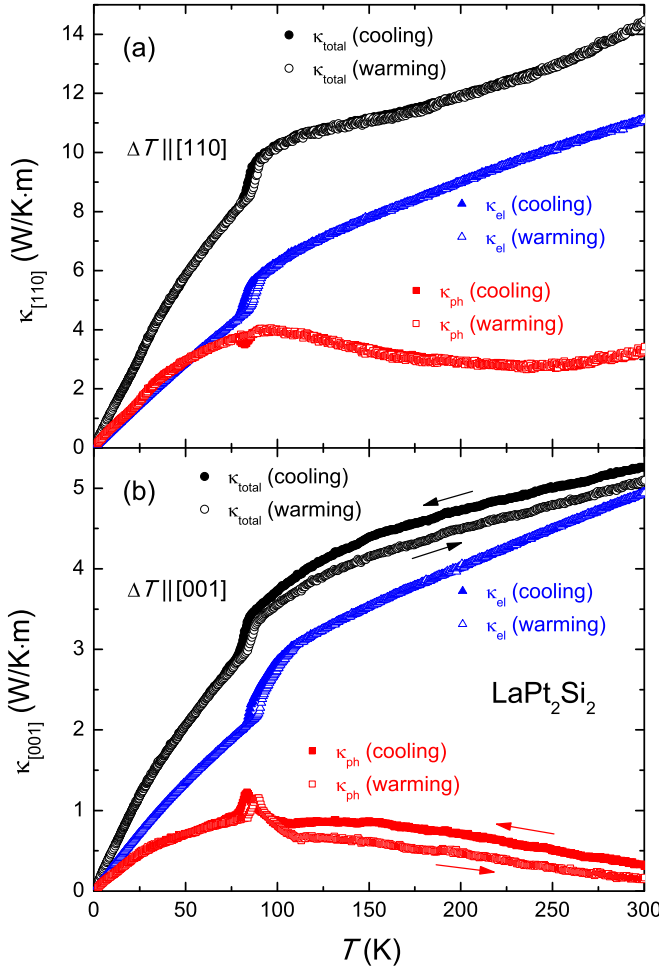 (a)
κtotal (cooling)
κtotal (warming)
ΔT || [110]
κel (cooling)
κel (warming)
κph (cooling)
κph (warming)
κ[110] (W/K·m)
14
12
10
8
6
4
2
0
(b)
κtotal (cooling)
κtotal (warming)
ΔT || [001]
κel (cooling)
κel (warming)
LaPt2Si2
κph (cooling)
κph (warming)
κ[001] (W/K·m)
5
4
3
2
1
0
0 50 100 150 200 250 300
T (K)